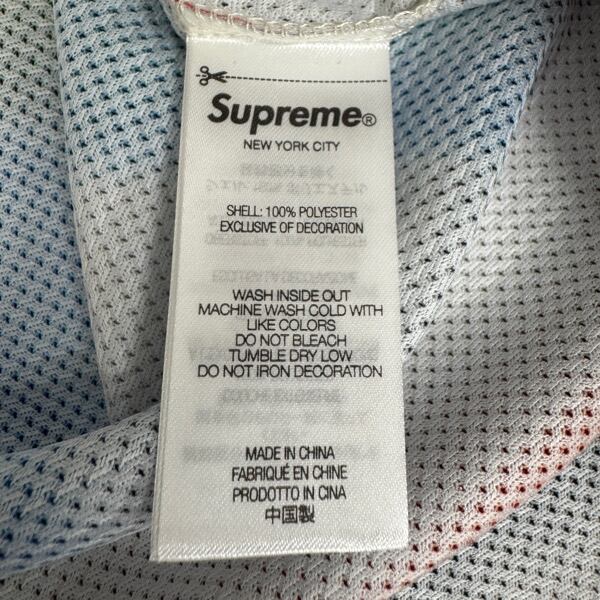 Supreme®
NEW YORK CITY
SHELL: 100% POLYESTER
EXCLUSIVE OF DECORATION
WASH INSIDE OUT
MACHINE WASH COLD WITH
LIKE COLORS
DO NOT BLEACH
TUMBLE DRY LOW
DO NOT IRON DECORATION
MADE IN CHINA
FABRIQUÉ EN CHINE
PRODOTTO IN CINA
中国製